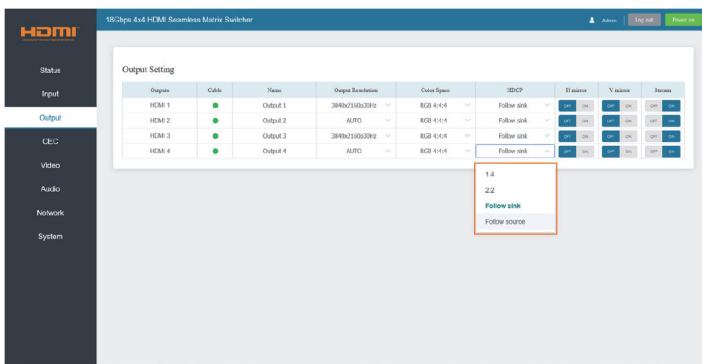 HDMI
18Gbps 4x4 HDMI Seamless Matrix Switcher
Admin
Log out
Power on
Status
Input
Output
CEC
Video
Audio
Network
System
Output Setting
Outputs Cable Name Output Resolution Color Space HDCP H mirror V mirror Stream
HDMI 1 Output 1 3840x2160p30Hz RGB 4:4:4 Follow sink OFF ON OFF ON OFF ON
HDMI 2 Output 2 AUTO RGB 4:4:4 Follow sink OFF ON OFF ON OFF ON
HDMI 3 Output 3 3840x2160p30Hz RGB 4:4:4 Follow sink OFF ON OFF ON OFF ON
HDMI 4 Output 4 AUTO RGB 4:4:4 Follow sink OFF ON OFF ON OFF ON
1.4
2.2
Follow sink
Follow source